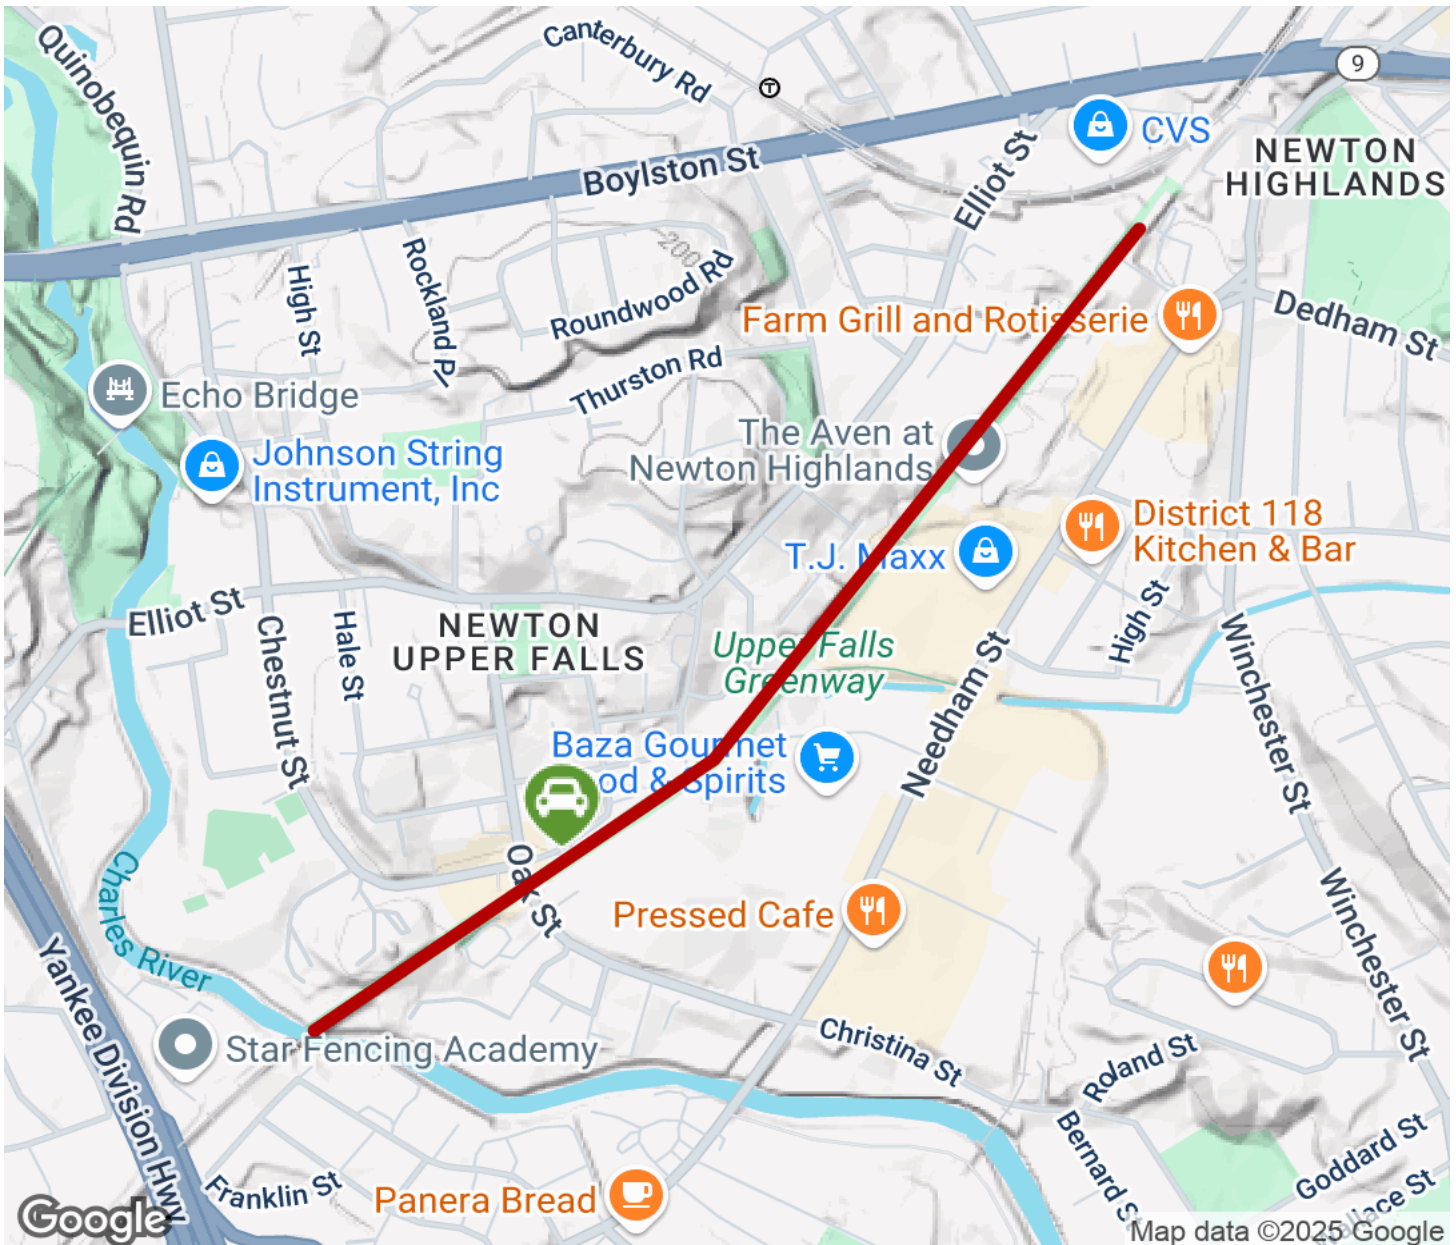 Quinobequin Rd
Canterbury Rd
T
9
CVS
NEWTON
HIGHLANDS
Boylston St
Elliot St
High St
Rockland Pl
200
Roundwood Rd
Farm Grill and Rotisserie
Dedham St
Thurston Rd
Echo Bridge
The Aven at
Newton Highlands
Johnson String
Instrument, Inc
District 118
Kitchen & Bar
T.J. Maxx
Elliot St
Hale St
Chestnut St
NEWTON
UPPER FALLS
Upper Falls
Greenway
Needham St
High St
Winchester St
Baza Gourmet
& Spirits
Oak St
Pressed Cafe
Winchester St
Charles River
Yankee Division Hwy
Star Fencing Academy
Christina St
Roland St
Bernard St
Goddard St
Franklin St
Panera Bread
Google
Map data ©2025 Google